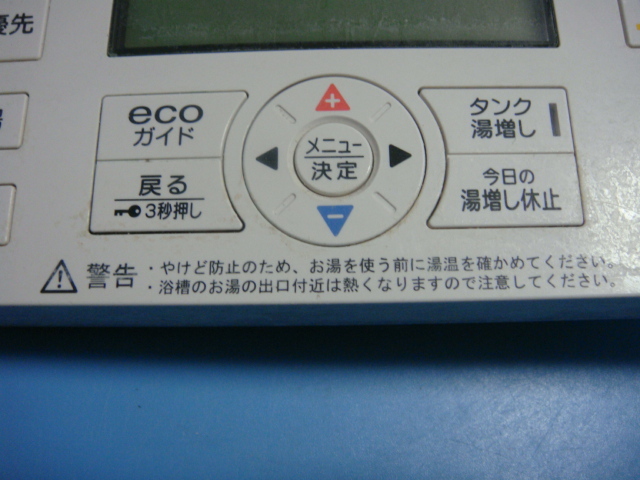 優先
eco
ガイド
戻る
3秒押し
+
メニュー
決定
−
タンク
湯増し
今日の
湯増し休止
警告
・やけど防止のため、お湯を使う前に湯温を確かめてください。
・浴槽のお湯の出口付近は熱くなりますので注意してください。